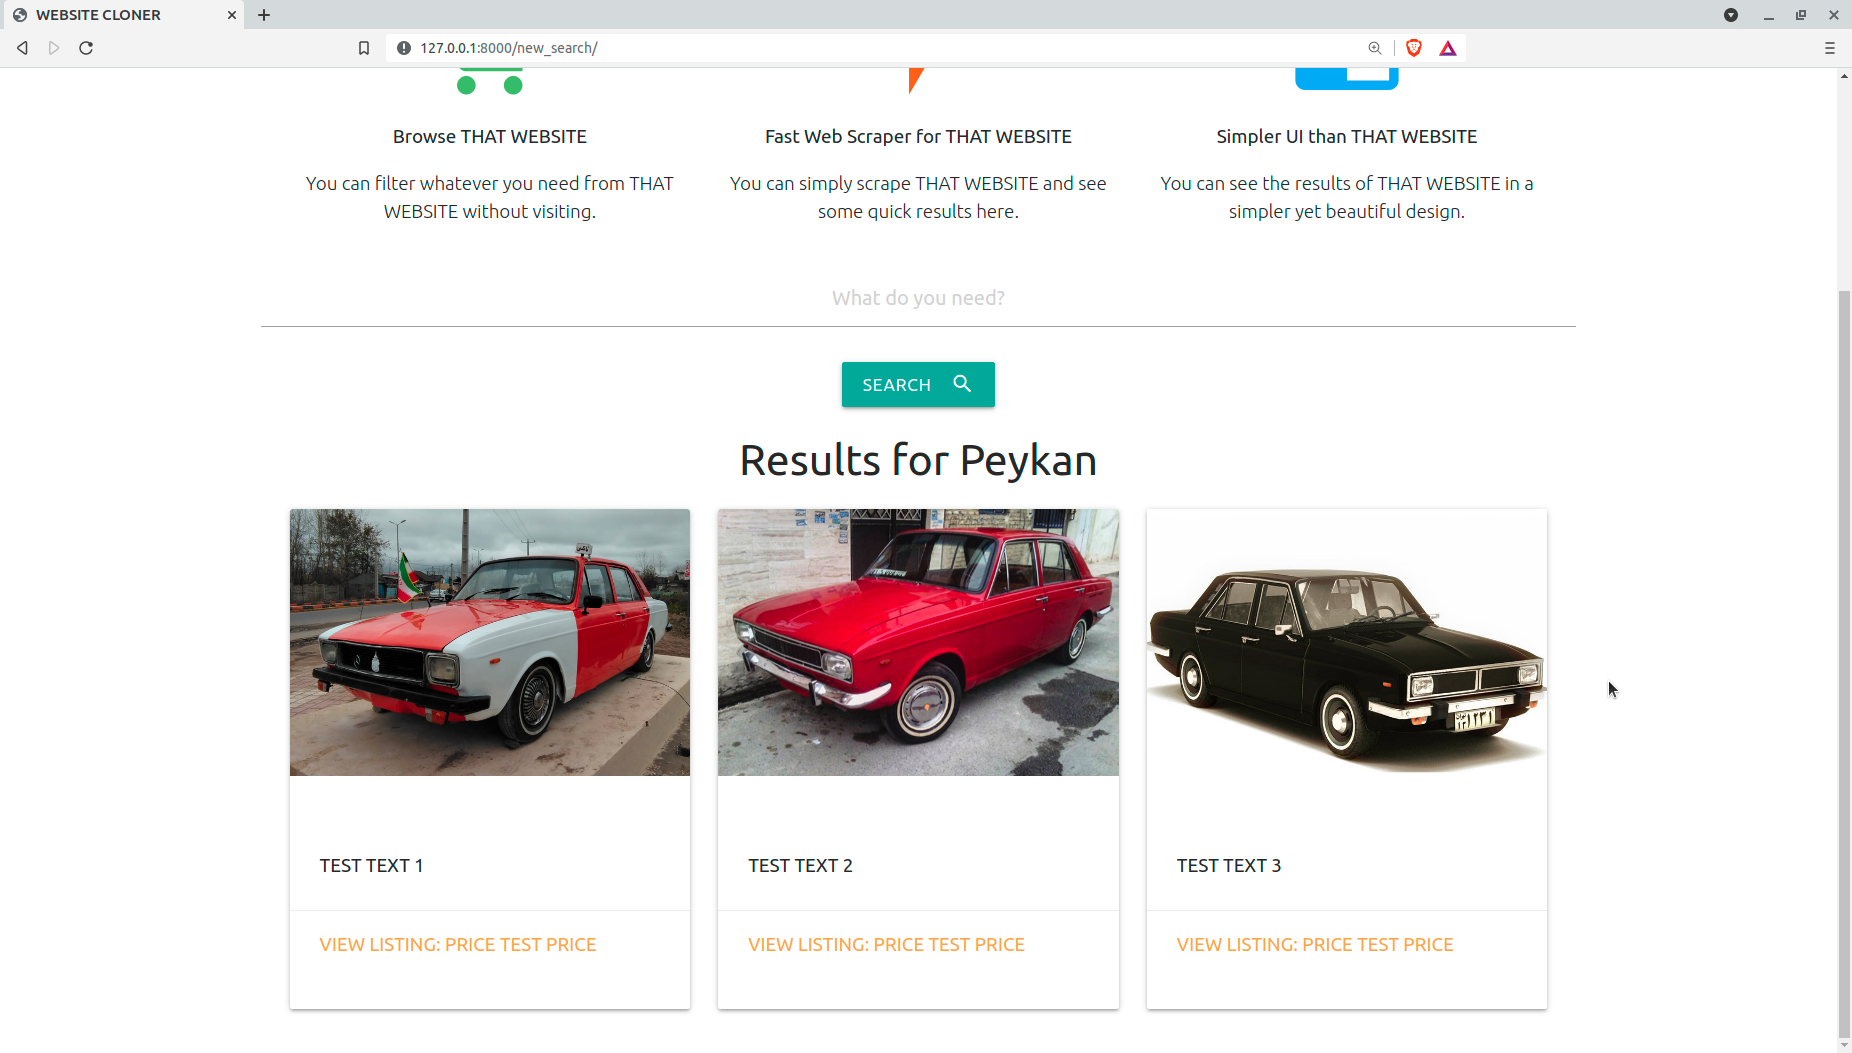 WEBSITE CLONER
127.0.0.1:8000/new_search/
Browse THAT WEBSITE
You can filter whatever you need from THAT
WEBSITE without visiting.
Fast Web Scraper for THAT WEBSITE
You can simply scrape THAT WEBSITE and see
some quick results here.
Simpler UI than THAT WEBSITE
You can see the results of THAT WEBSITE in a
simpler yet beautiful design.
What do you need?
SEARCH
Results for Peykan
TEST TEXT 1
VIEW LISTING: PRICE TEST PRICE
TEST TEXT 2
VIEW LISTING: PRICE TEST PRICE
TEST TEXT 3
VIEW LISTING: PRICE TEST PRICE